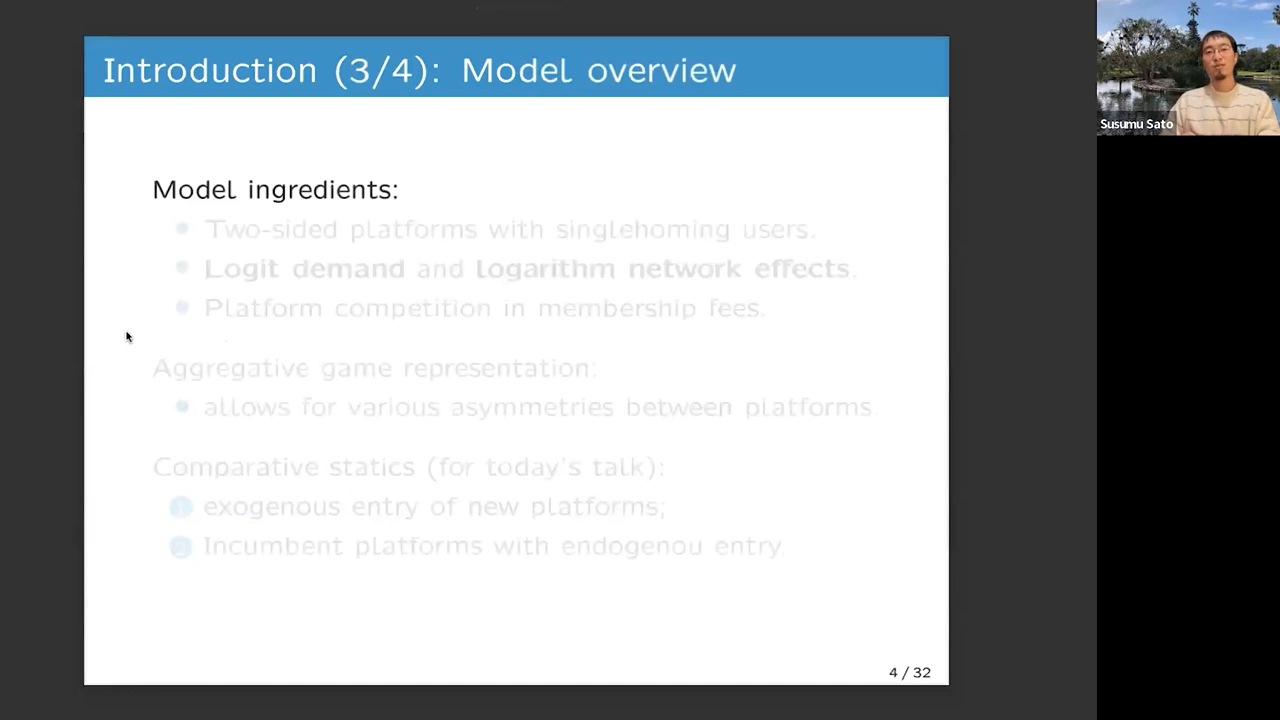 Introduction (3/4): Model overview
Susumu Sato
Model ingredients:
Two-sided platforms with singlehoming users.
Logit demand and logarithm network effects.
Platform competition in membership fees.
Aggregative game representation:
allows for various asymmetries between platforms
Comparative statics (for today's talk):
1 exogenous entry of new platforms;
2 Incumbent platforms with endogenou entry
4 / 32